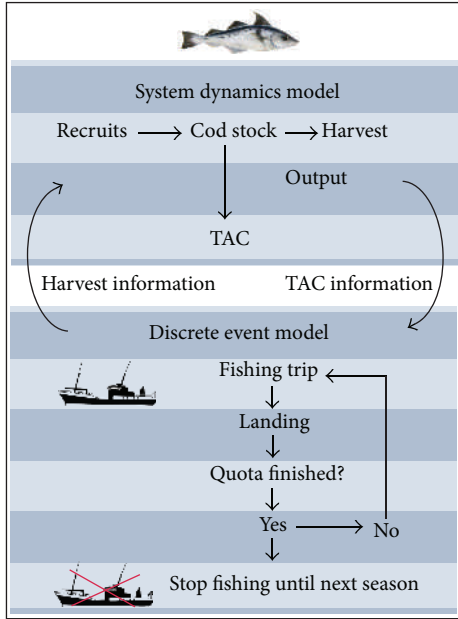 System dynamics model
Recruits Cod stock Harvest
Output
TAC
Harvest information TAC information
Discrete event model
Fishing trip
Landing
Quota finished?
Yes No
Stop fishing until next season